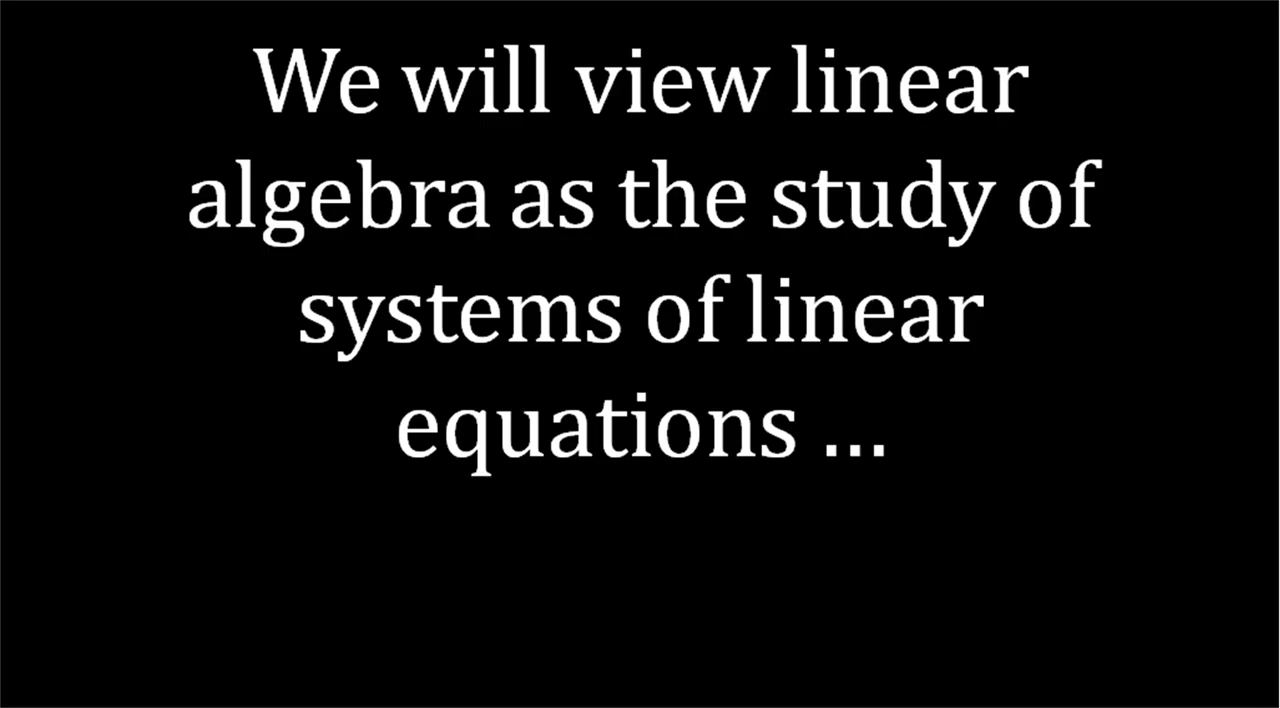 We will view linear
algebra as the study of
systems of linear
equations …